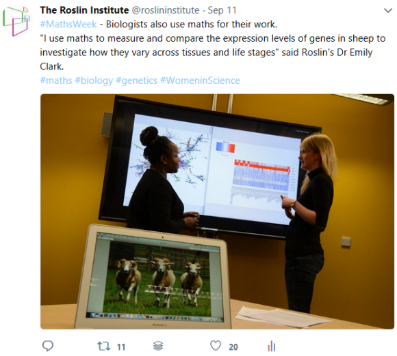 The Roslin Institute @roslininstitute · Sep 11
#MathsWeek - Biologists also use maths for their work.
"I use maths to measure and compare the expression levels of genes in sheep to
investigate how they vary across tissues and life stages" said Roslin's Dr Emily
Clark.
#maths #biology #genetics #WomeninScience
11 20